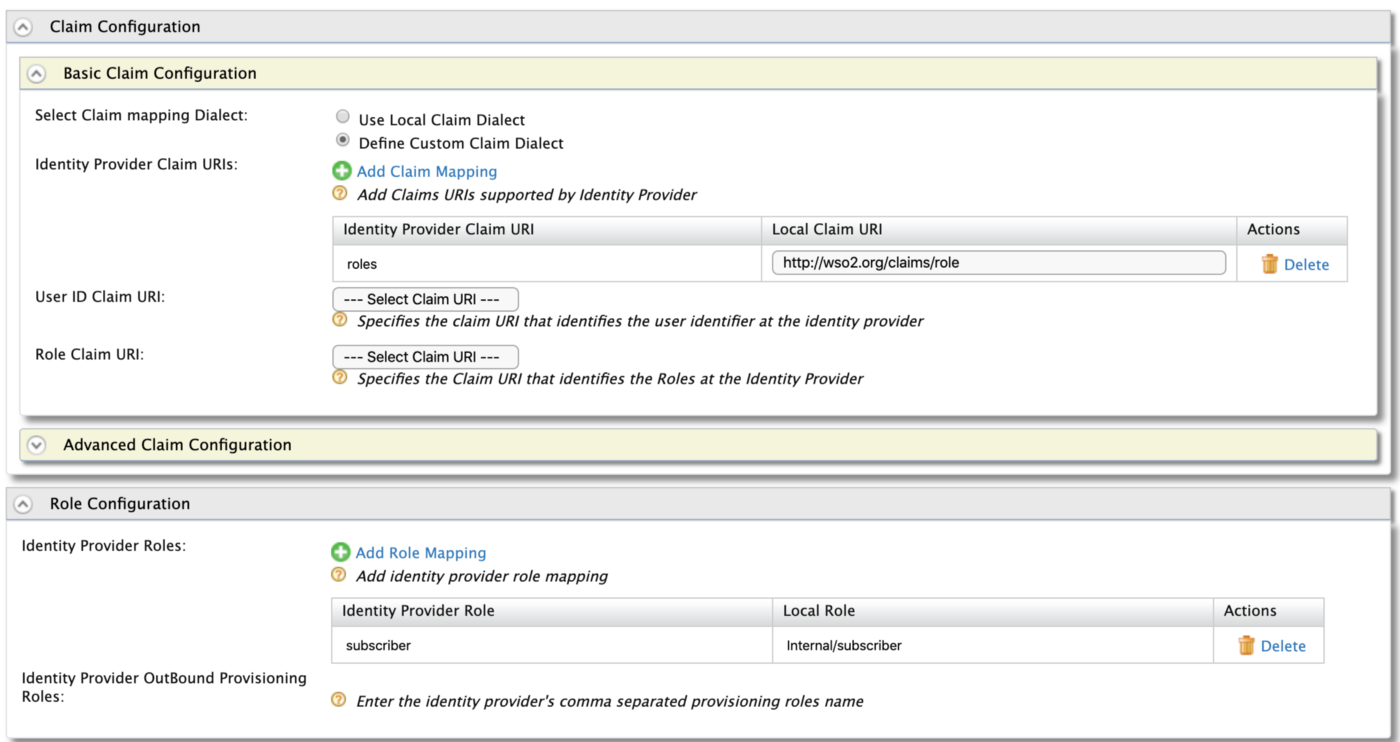 Claim Configuration
Basic Claim Configuration
Select Claim mapping Dialect:
Use Local Claim Dialect
Define Custom Claim Dialect
Identity Provider Claim URIs:
Add Claim Mapping
Add Claims URIs supported by Identity Provider
Identity Provider Claim URI Local Claim URI Actions
roles http://wso2.org/claims/role Delete
User ID Claim URI:
--- Select Claim URI ---
Specifies the claim URI that identifies the user identifier at the identity provider
Role Claim URI:
--- Select Claim URI ---
Specifies the Claim URI that identifies the Roles at the Identity Provider
Advanced Claim Configuration
Role Configuration
Identity Provider Roles:
Add Role Mapping
Add identity provider role mapping
Identity Provider Role Local Role Actions
subscriber Internal/subscriber Delete
Identity Provider OutBound Provisioning
Roles:
Enter the identity provider's comma separated provisioning roles name